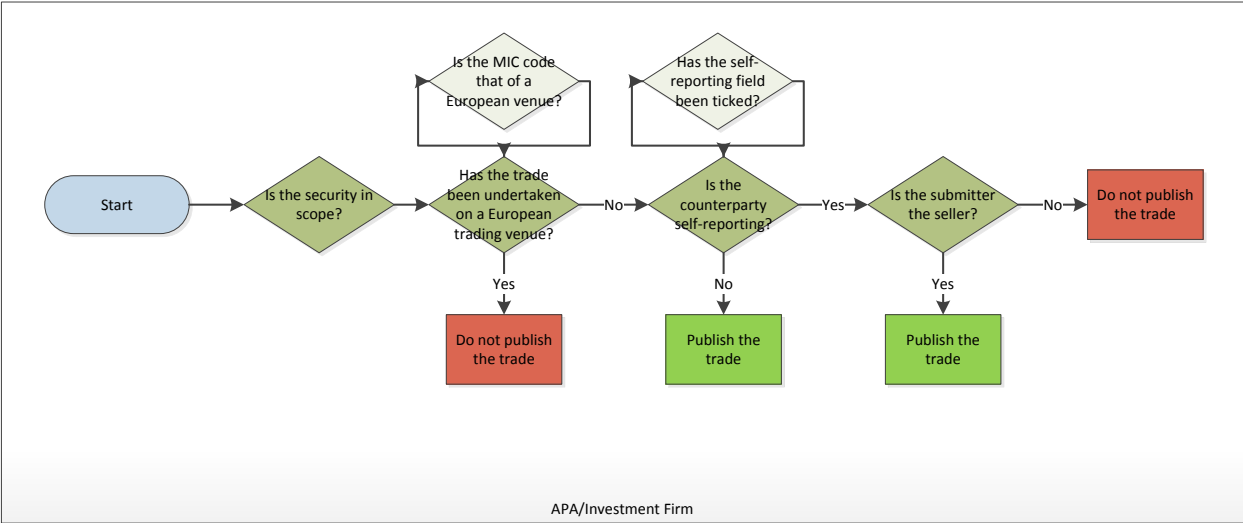 Is the MIC code
that of a
European venue?
Has the self-
reporting field
been ticked?
Start
Is the security in
scope?
Has the trade
been undertaken
on a European
trading venue?
No
Is the
counterparty
self-reporting?
Yes
Is the submitter
the seller?
No
Do not publish
the trade
Yes
No
Yes
Do not publish
the trade
Publish the
trade
Publish the
trade
APA/Investment Firm